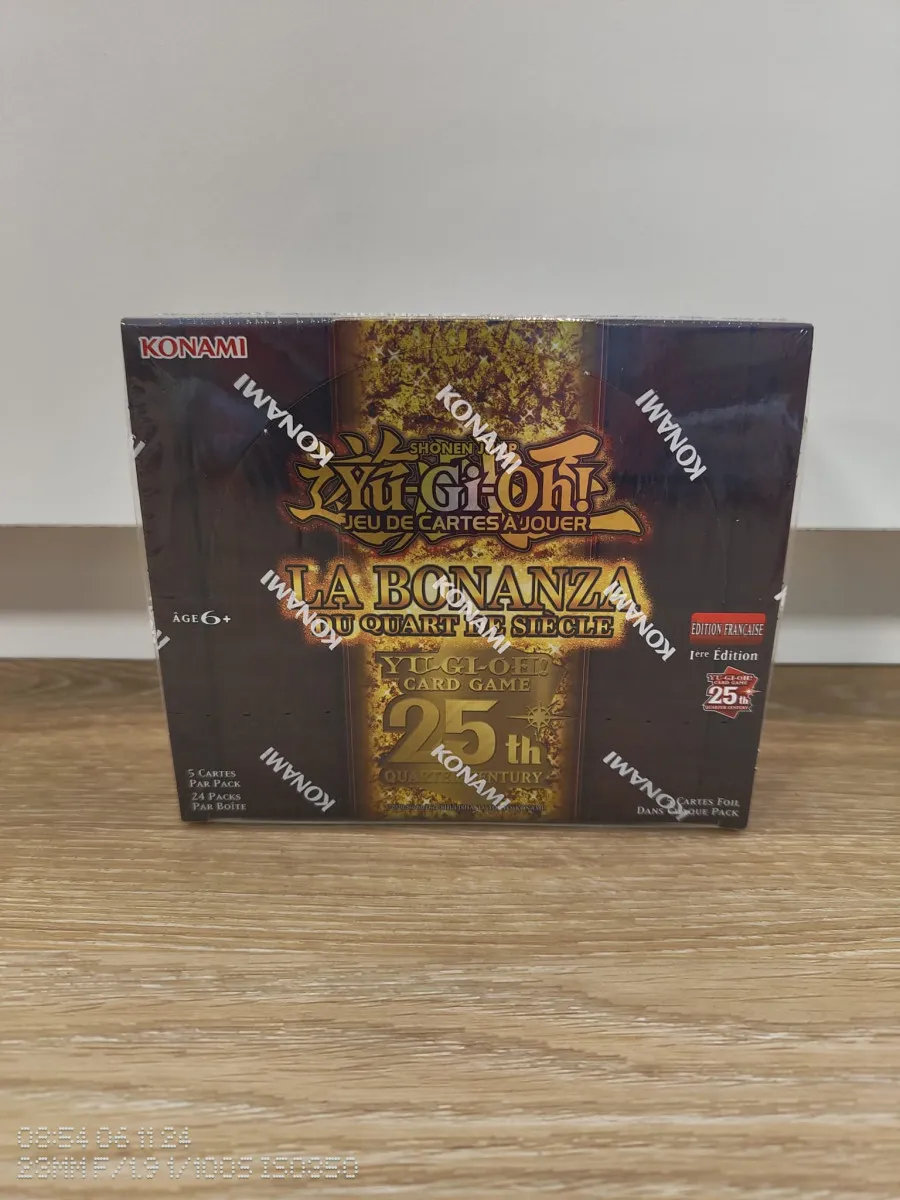 KONAMI
KONAMI
KONAMI
KONAMI
SHONEN JUMP
YU-GI-OH!
JEU DE CARTES À JOUER
LA BONANZA
DU QUART DE SIÈCLE
KONAMI
KONAMI
KONAMI
ÂGE 6+
EDITION FRANÇAISE
1ere Édition
YU-GI-OH!
CARD GAME
25th
QUARTER CENTURY
YU-GI-OH!
CARD GAME
25th
QUARTER CENTURY
KONAMI
KONAMI
KONAMI
5 CARTES
PAR PACK
24 PACKS
PAR BOÎTE
CARTES FOIL
DANS CHAQUE PACK
08:54 06.11.24